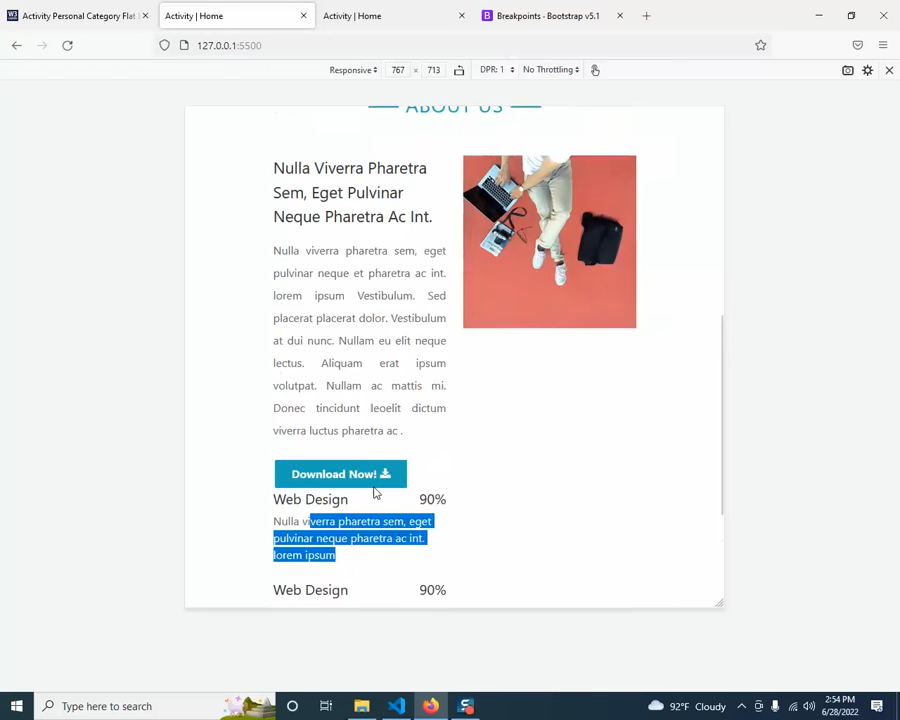 Activity Personal Category Flat
Activity | Home
Activity | Home
Breakpoints - Bootstrap v5.1
127.0.0.1:5500
Responsive
767 × 713
DPR: 1
No Throttling
ABOUT US
Nulla Viverra Pharetra
Sem, Eget Pulvinar
Neque Pharetra Ac Int.
Nulla viverra pharetra sem, eget
pulvinar neque et pharetra ac int.
lorem ipsum Vestibulum. Sed
placerat placerat dolor. Vestibulum
at dui nunc. Nullam eu elit neque
lectus. Aliquam erat ipsum
volutpat. Nullam ac mattis mi.
Donec tincidunt leoelit dictum
viverra luctus pharetra ac .
Download Now!
Web Design 90%
Nulla viverra pharetra sem, eget
pulvinar neque pharetra ac int.
lorem ipsum
Web Design 90%
Type here to search
92°F Cloudy
2:54 PM
6/28/2022